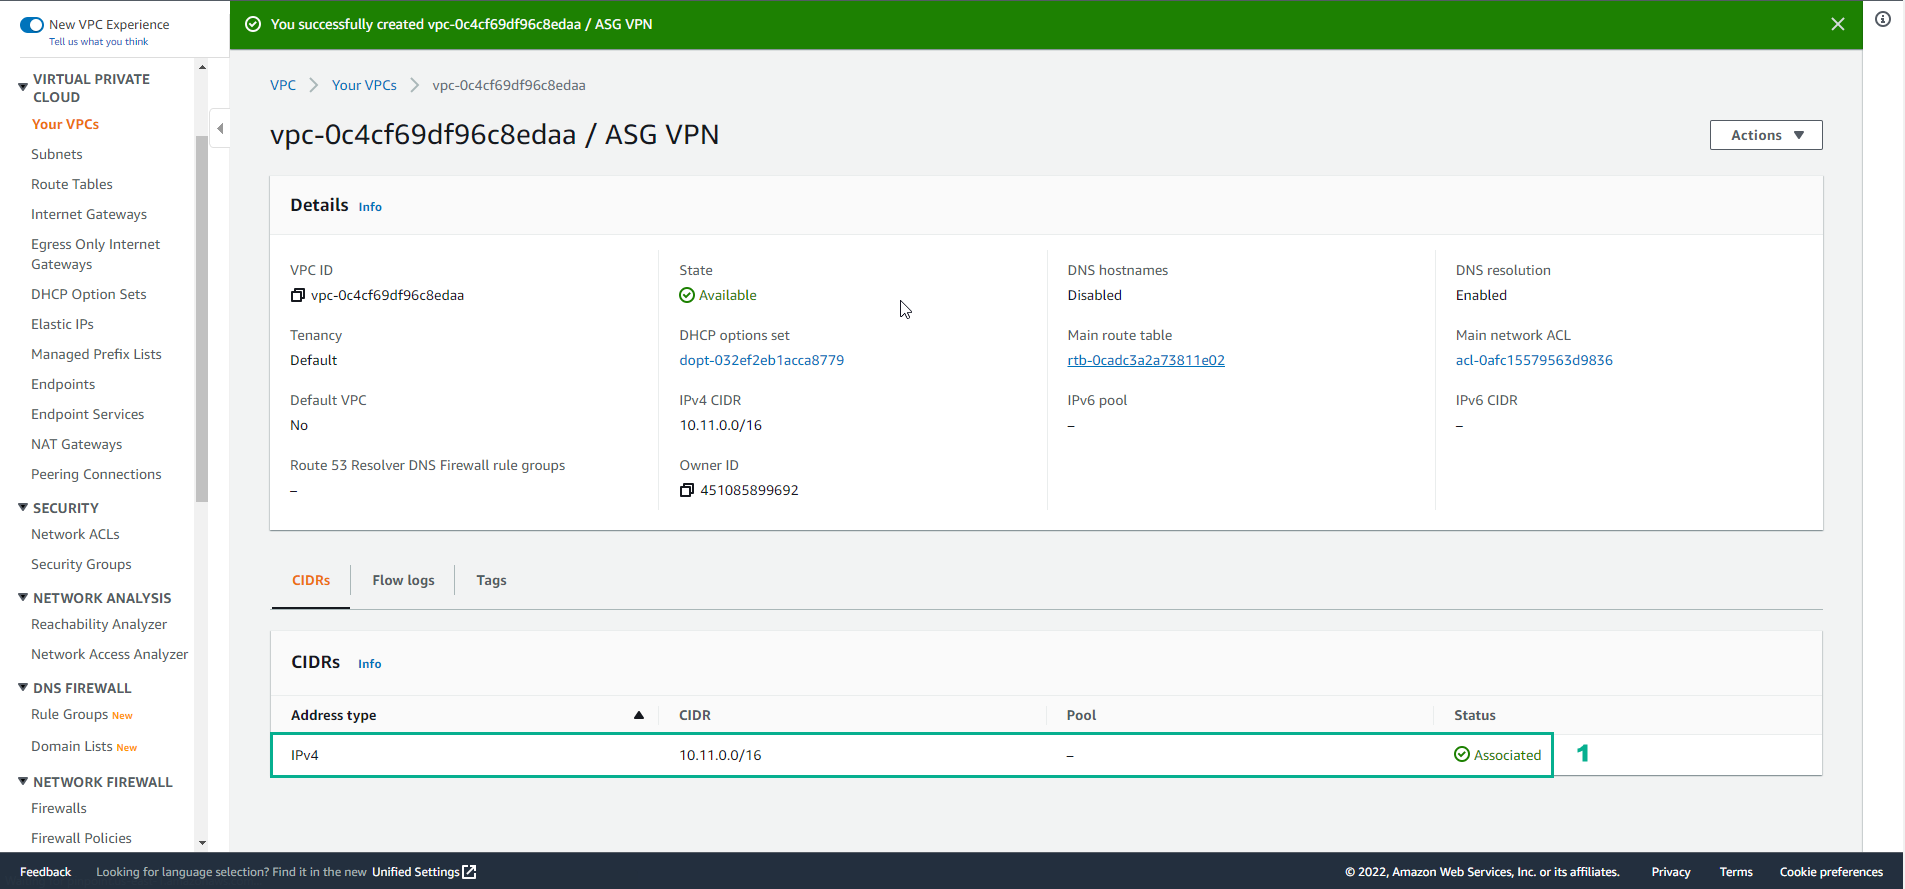 New VPC Experience
Tell us what you think
VIRTUAL PRIVATE
CLOUD
Your VPCs
Subnets
Route Tables
Internet Gateways
Egress Only Internet
Gateways
DHCP Option Sets
Elastic IPs
Managed Prefix Lists
Endpoints
Endpoint Services
NAT Gateways
Peering Connections
SECURITY
Network ACLs
Security Groups
NETWORK ANALYSIS
Reachability Analyzer
Network Access Analyzer
DNS FIREWALL
Rule Groups New
Domain Lists New
NETWORK FIREWALL
Firewalls
Firewall Policies
You successfully created vpc-0c4cf69df96c8edaa / ASG VPN
VPC Your VPCs vpc-0c4cf69df96c8edaa
vpc-0c4cf69df96c8edaa / ASG VPN
Actions
Details Info
VPC ID State DNS hostnames DNS resolution
vpc-0c4cf69df96c8edaa Available Disabled Enabled
Tenancy DHCP options set Main route table Main network ACL
Default dopt-032ef2eb1acca8779 rtb-0cadc3a2a73811e02 acl-0afc15579563d9836
Default VPC IPv4 CIDR IPv6 pool IPv6 CIDR
No 10.11.0.0/16 – –
Route 53 Resolver DNS Firewall rule groups Owner ID
– 451085899692
CIDRs Flow logs Tags
CIDRs Info
Address type CIDR Pool Status
IPv4 10.11.0.0/16 – Associated 1
Feedback Looking for language selection? Find it in the new Unified Settings © 2022, Amazon Web Services, Inc. or its affiliates. Privacy Terms Cookie preferences